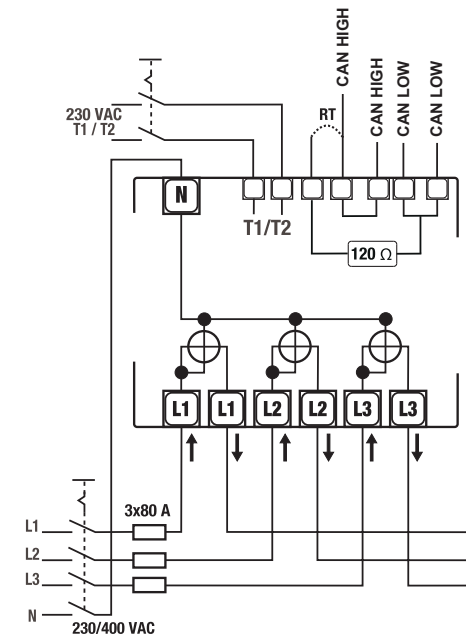 CAN HIGH
CAN HIGH
CAN LOW
CAN LOW
RT
230 VAC
T1 / T2
N
T1/T2
120 Ω
L1 L1 L2 L2 L3 L3
3x80 A
L1
L2
L3
N
230/400 VAC